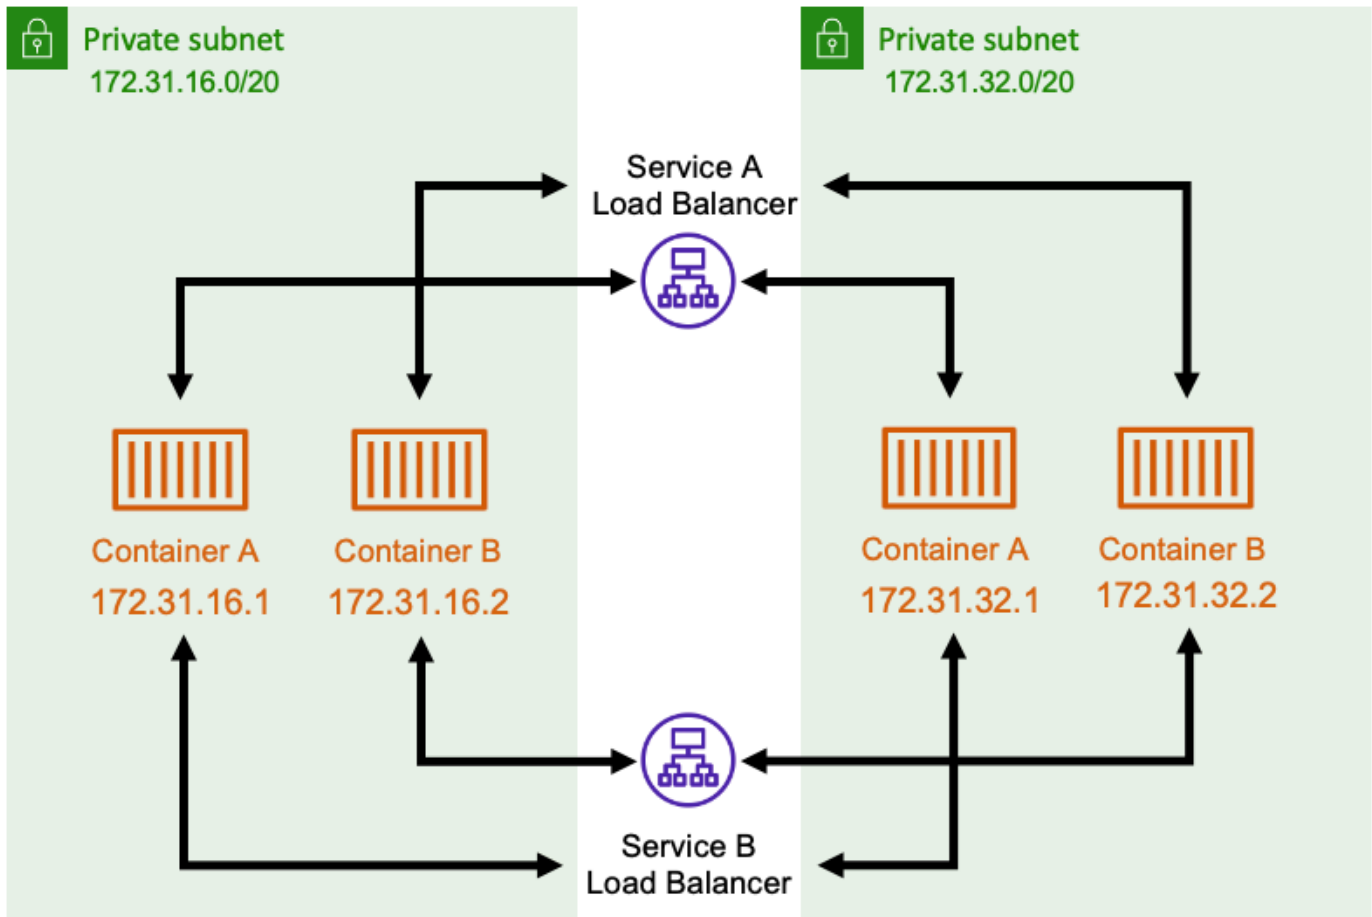 Private subnet
172.31.16.0/20
Private subnet
172.31.32.0/20
Service A
Load Balancer
Container A
172.31.16.1
Container B
172.31.16.2
Container A
172.31.32.1
Container B
172.31.32.2
Service B
Load Balancer